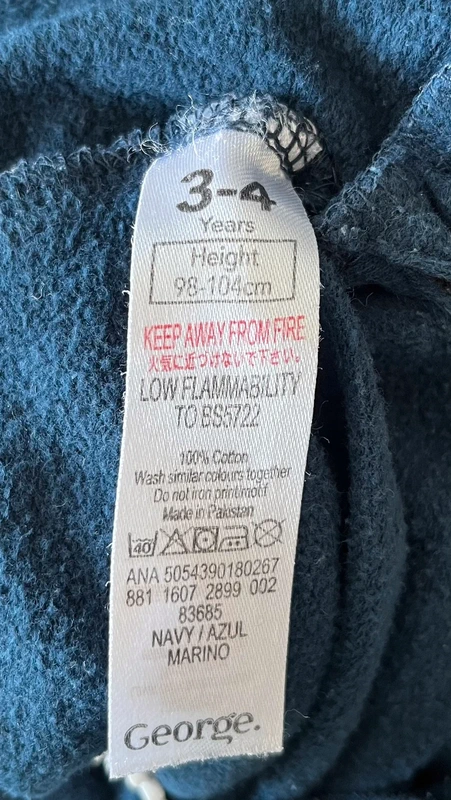 3-4
Years
Height
98-104cm
KEEP AWAY FROM FIRE
火気に近づけないで下さい。
LOW FLAMMABILITY
TO BS5722
100% Cotton
Wash similar colours together
Do not iron print/motif
Made in Pakistan
40
ANA 5054390180267
881 1607 2899 002
83685
NAVY / AZUL
MARINO
George.